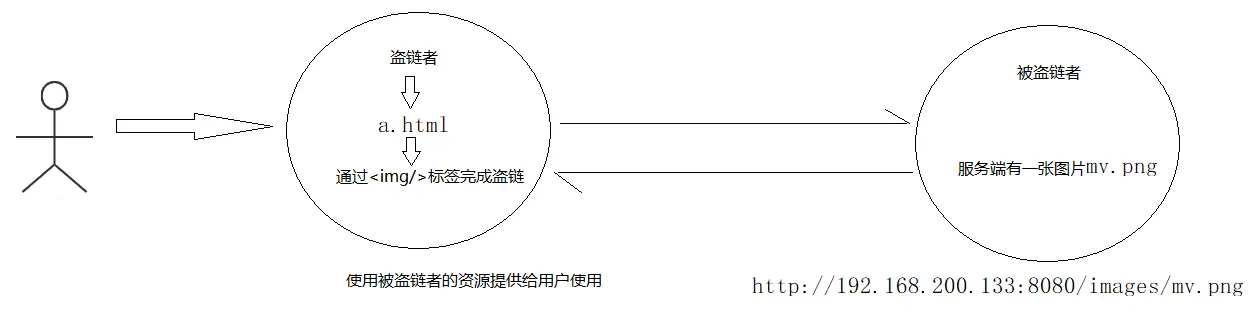 盗链者
a.html
通过<img/>标签完成盗链
使用被盗链者的资源提供给用户使用
被盗链者
服务端有一张图片mv.png
http://192.168.200.133:8080/images/mv.png